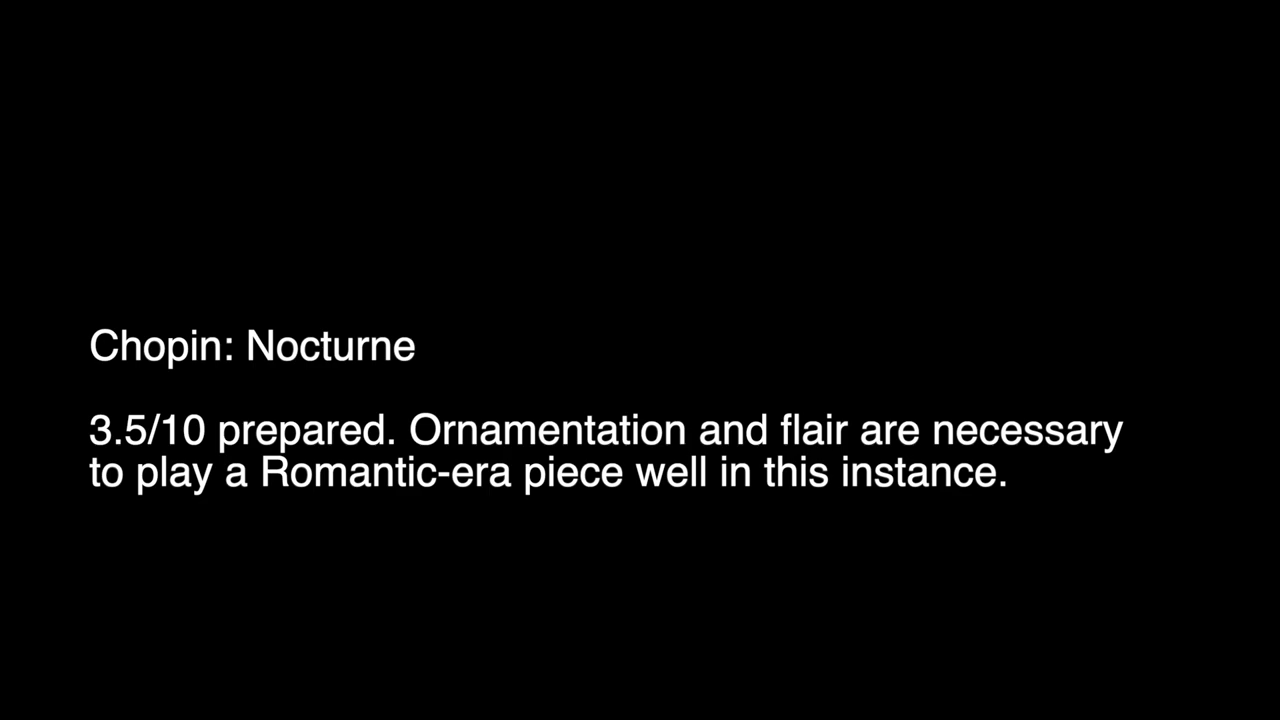 Chopin: Nocturne
3.5/10 prepared. Ornamentation and flair are necessary
to play a Romantic-era piece well in this instance.